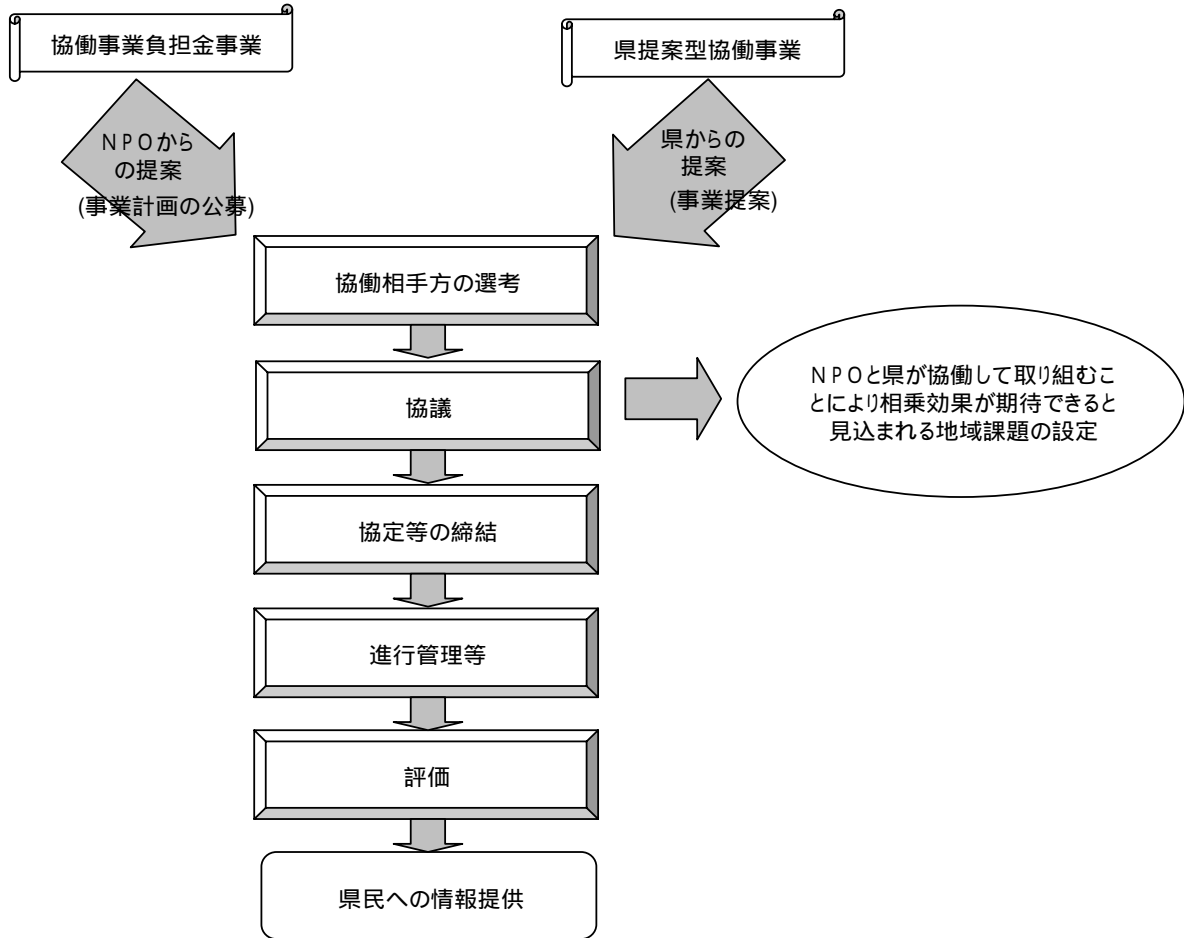 協働事業負担金事業
県提案型協働事業
NPOから
の提案
(事業計画の公募)
県からの
提案
(事業提案)
協働相手方の選考
協議
NPOと県が協働して取り組むこ
とにより相乗効果が期待できると
見込まれる地域課題の設定
協定等の締結
進行管理等
評価
県民への情報提供